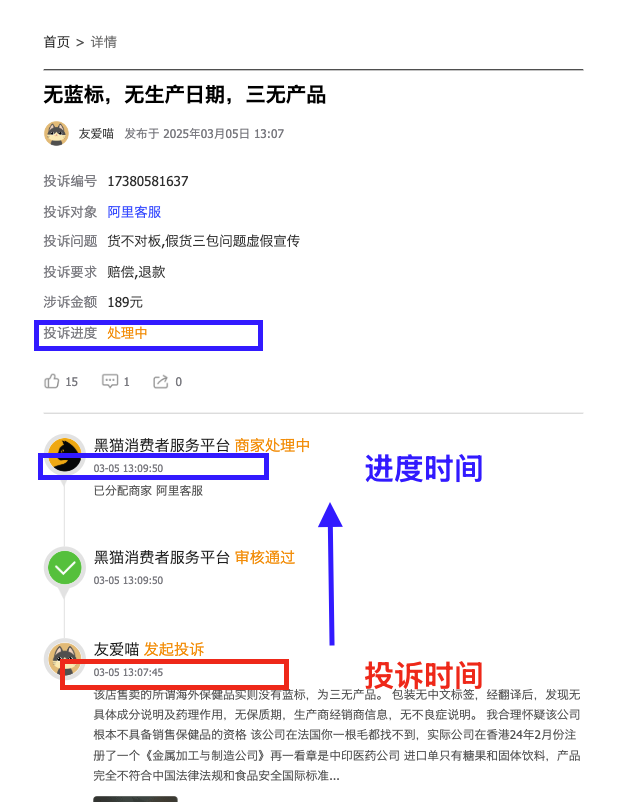 首页 > 详情
无蓝标，无生产日期，三无产品
友爱喵 发布于 2025年03月05日 13:07
投诉编号 17380581637
投诉对象 阿里客服
投诉问题 货不对板,假货三包问题虚假宣传
投诉要求 赔偿,退款
涉诉金额 189元
投诉进度 处理中
15 1 0
黑猫消费者服务平台 商家处理中
03-05 13:09:50
进度时间
已分配商家 阿里客服
黑猫消费者服务平台 审核通过
03-05 13:09:50
友爱喵 发起投诉
03-05 13:07:45
投诉时间
该店售卖的所谓海外保健品实则没有蓝标，为三无产品。 包装无中文标签，经翻译后，发现无
具体成分说明及药理作用，无保质期，生产商经销商信息，无不良症说明。 我合理怀疑该公司
根本不具备销售保健品的资格 该公司在法国你一根毛都找不到，实际公司在香港24年2月份注
册了一个《金属加工与制造公司》再一看章是中印医药公司 进口单只有糖果和固体饮料，产品
完全不符合中国法律法规和食品安全国际标准...